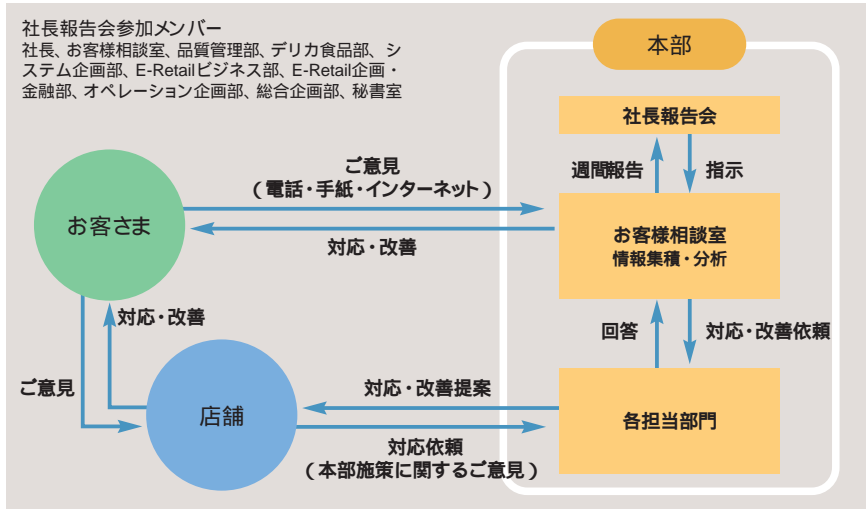 社長報告会参加メンバー
社長、お客様相談室、品質管理部、デリカ食品部、シ
ステム企画部、E-Retailビジネス部、E-Retail企画・
金融部、オペレーション企画部、総合企画部、秘書室
本部
社長報告会
週間報告
指示
ご意見
(電話・手紙・インターネット)
お客さま
対応・改善
お客様相談室
情報集積・分析
対応・改善
回答
対応・改善依頼
ご意見
店舗
対応・改善提案
各担当部門
対応依頼
(本部施策に関するご意見)